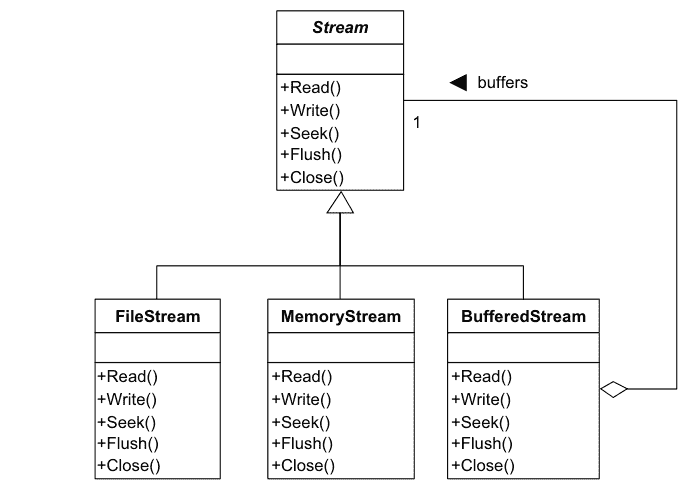 Stream
+Read()
+Write()
+Seek()
+Flush()
+Close()
buffers
1
FileStream
+Read()
+Write()
+Seek()
+Flush()
+Close()
MemoryStream
+Read()
+Write()
+Seek()
+Flush()
+Close()
BufferedStream
+Read()
+Write()
+Seek()
+Flush()
+Close()